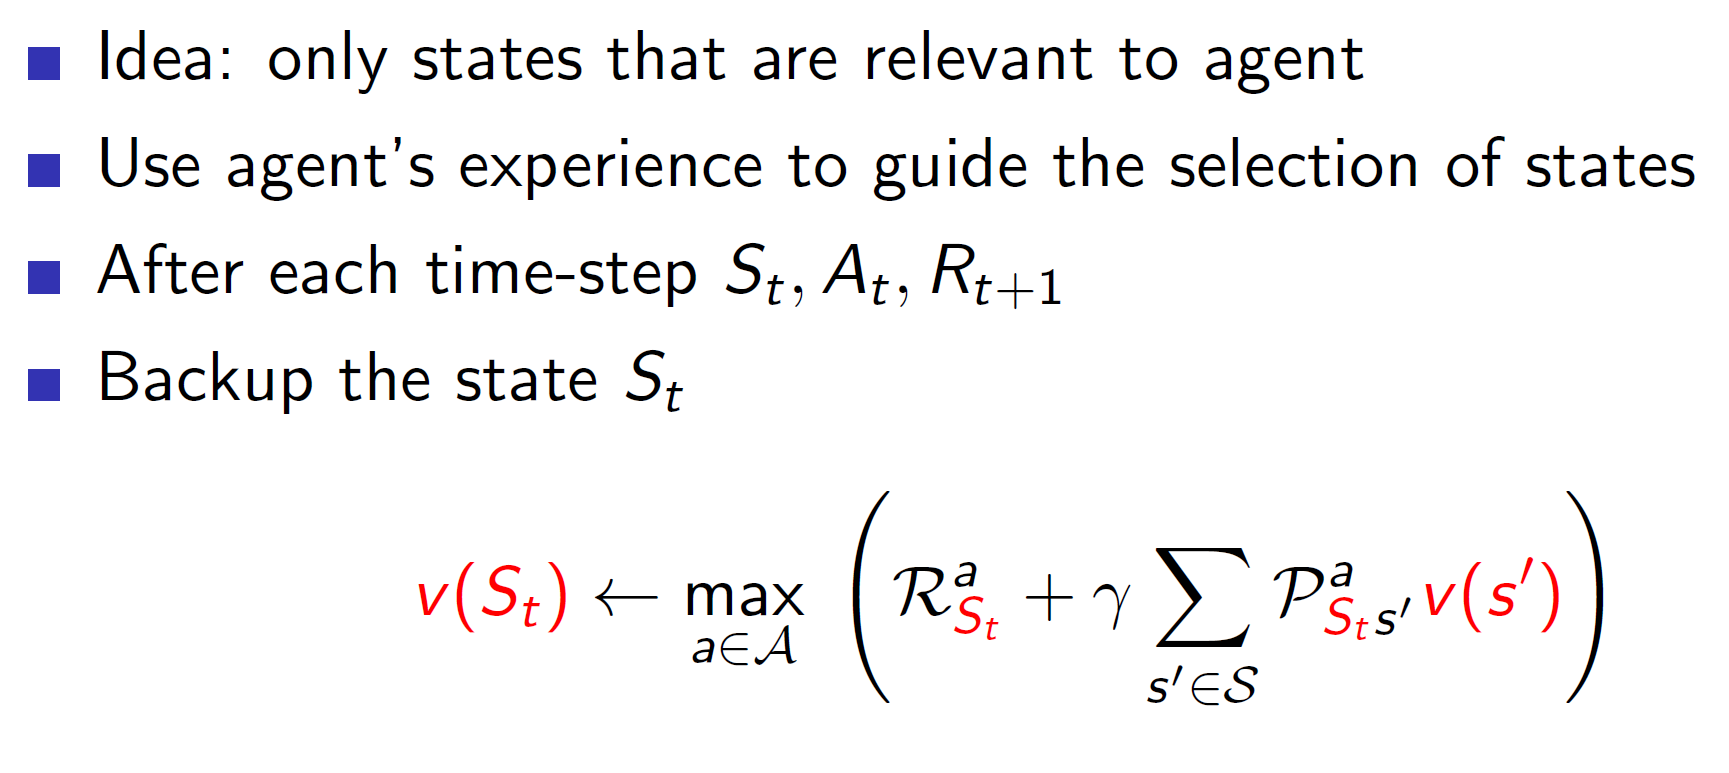 Idea: only states that are relevant to agent
Use agent's experience to guide the selection of states
After each time-step $S_t, A_t, R_{t+1}$
Backup the state $S_t$
$v(S_t) \leftarrow \max_{a \in \mathcal{A}} \left( \mathcal{R}^a_{S_t} + \gamma \sum_{s' \in \mathcal{S}} \mathcal{P}^a_{S_t s'} v(s') \right)$